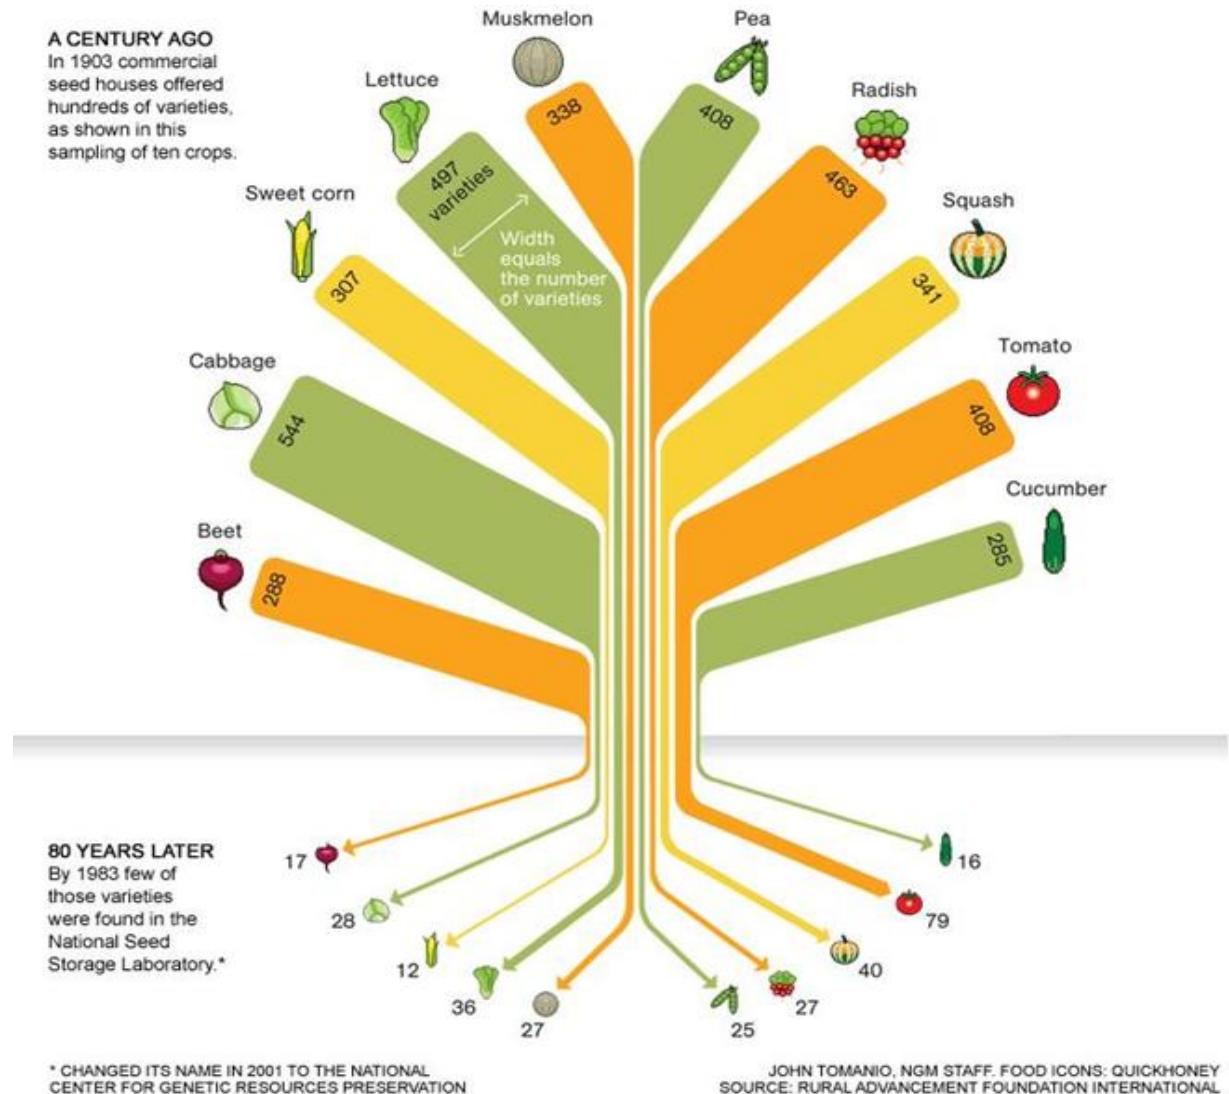 A CENTURY AGO
In 1903 commercial
seed houses offered
hundreds of varieties,
as shown in this
sampling of ten crops.
Muskmelon
338
Pea
408
Lettuce
497
varieties
Width
equals
the number
of varieties
Radish
463
Sweet corn
307
Squash
341
Cabbage
544
Tomato
408
Beet
288
Cucumber
285
80 YEARS LATER
By 1983 few of
those varieties
were found in the
National Seed
Storage Laboratory.*
17
28
12
36
27
25
27
40
79
16
* CHANGED ITS NAME IN 2001 TO THE NATIONAL
CENTER FOR GENETIC RESOURCES PRESERVATION
JOHN TOMANIO, NGM STAFF. FOOD ICONS: QUICKHONEY
SOURCE: RURAL ADVANCEMENT FOUNDATION INTERNATIONAL